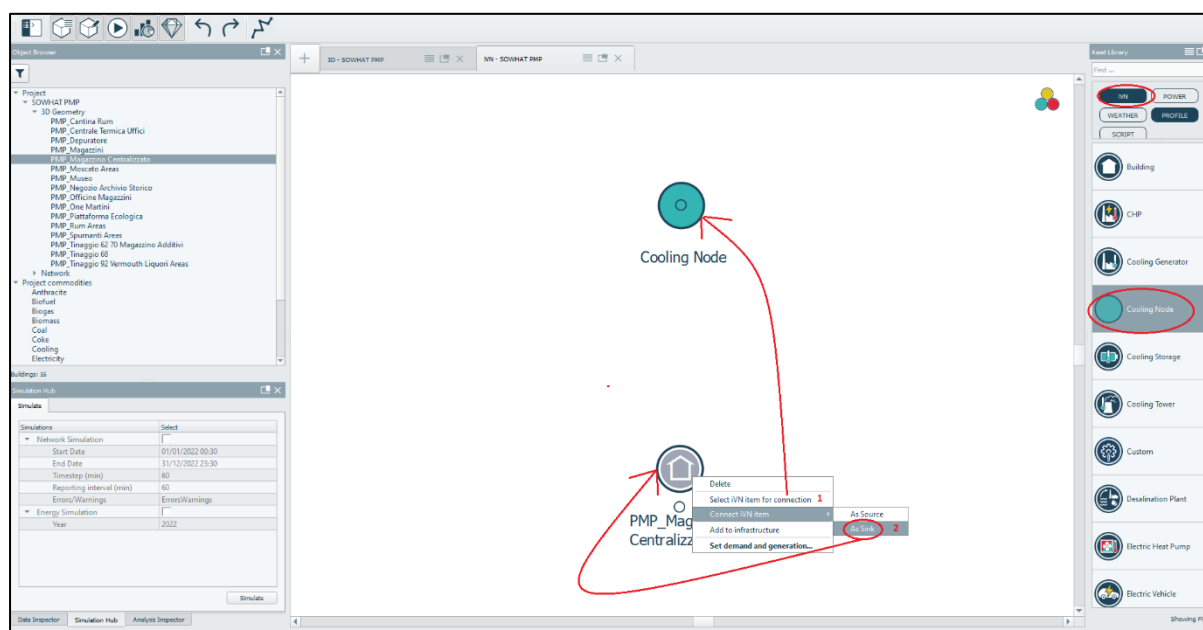 Object Browser
Project
SOWHAT PMP
3D Geometry
PMP_Cantina Rum
PMP_Centrale Termica Uffici
PMP_Depuratore
PMP_Magazzini
PMP_Magazzino Centralizzato
PMP_Moscato Areas
PMP_Museo
PMP_Negozio Archivio Storico
PMP_Officine Magazzini
PMP_One Martini
PMP_Piattaforma Ecologica
PMP_Rum Areas
PMP_Spumanti Areas
PMP_Tinaggio 62 70 Magazzino Additivi
PMP_Tinaggio 68
PMP_Tinaggio 92 Vermouth Liquori Areas
Network
Project commodities
Anthracite
Biofuel
Biogas
Biomass
Coal
Coke
Cooling
Electricity
Buildings: 16
Simulation Hub
Simulate
Simulations Select
Network Simulation
Start Date 01/01/2022 00:30
End Date 31/12/2022 23:30
Timestep (min) 60
Reporting interval (min) 60
Errors/Warnings ErrorsWarnings
Energy Simulation
Year 2022
Simulate
Data Inspector Simulation Hub Analysis Inspector
3D - SOWHAT PMP
iVN - SOWHAT PMP
Cooling Node
PMP_Mag
Centralizz
Delete
Select iVN item for connection 1
Connect iVN item
Add to infrastructure
Set demand and generation...
As Source
As Sink 2
Asset Library
Find ...
IVN POWER
WEATHER PROFILE
SCRIPT
Building
CHP
Cooling Generator
Cooling Node
Cooling Storage
Cooling Tower
Custom
Desalination Plant
Electric Heat Pump
Electric Vehicle
Showing